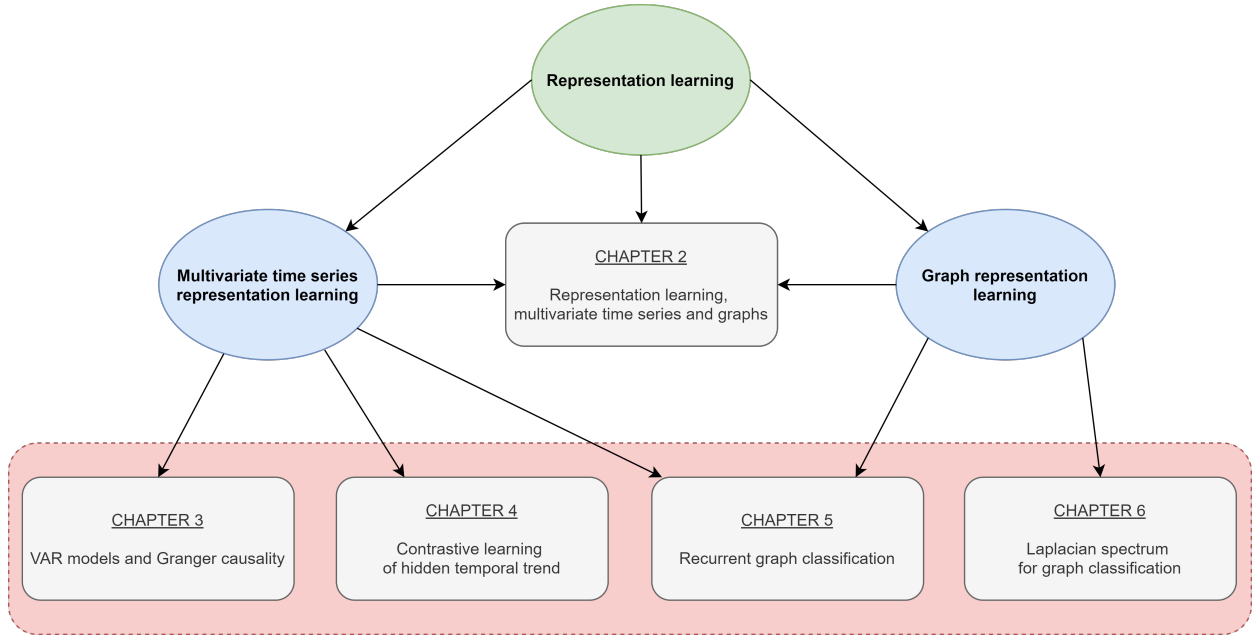 Representation learning
Multivariate time series
representation learning
CHAPTER 2
Representation learning,
multivariate time series and graphs
Graph representation
learning
CHAPTER 3
VAR models and Granger causality
CHAPTER 4
Contrastive learning
of hidden temporal trend
CHAPTER 5
Recurrent graph classification
CHAPTER 6
Laplacian spectrum
for graph classification